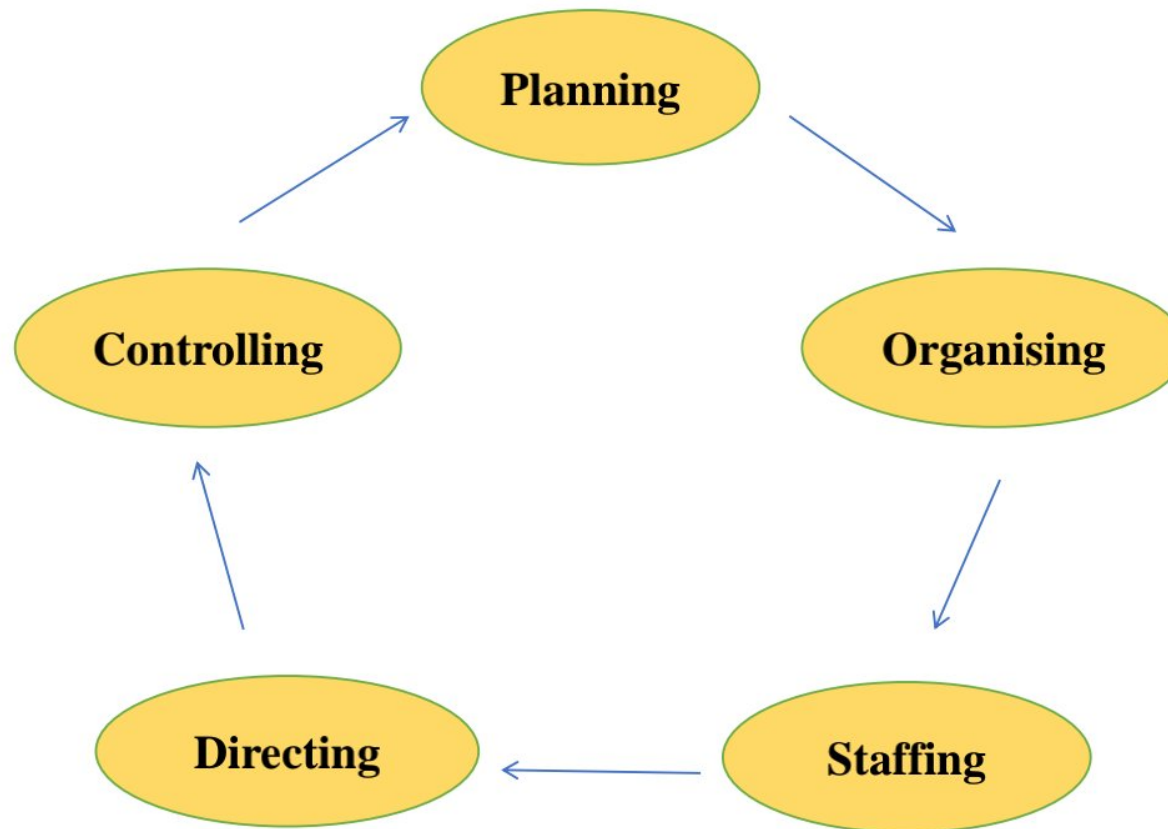 Planning
Organising
Staffing
Directing
Controlling